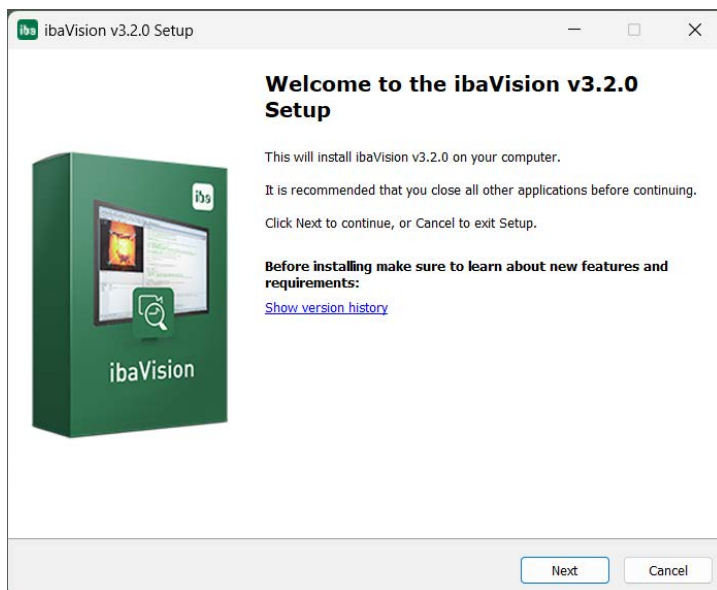 iba ibaVision v3.2.0 Setup
Welcome to the ibaVision v3.2.0
Setup
This will install ibaVision v3.2.0 on your computer.
It is recommended that you close all other applications before continuing.
Click Next to continue, or Cancel to exit Setup.
Before installing make sure to learn about new features and
requirements:
Show version history
iba
ibaVision
Next
Cancel